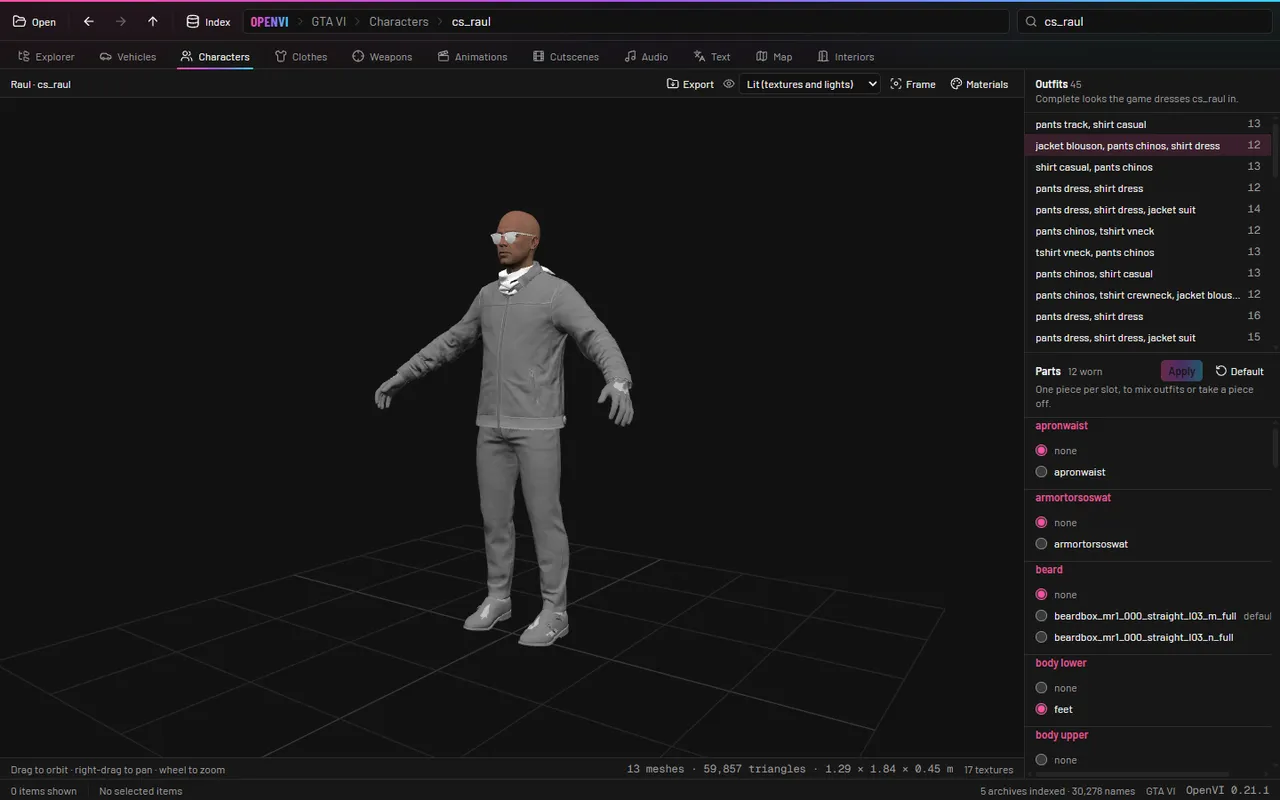 Open
Index
OPENVI
GTA VI
Characters
cs_raul
cs_raul
Explorer
Vehicles
Characters
Clothes
Weapons
Animations
Cutscenes
Audio
Text
Map
Interiors
Raul · cs_raul
Export
Lit (textures and lights)
Frame
Materials
Outfits 45
Complete looks the game dresses cs_raul in.
pants track, shirt casual 13
jacket blouson, pants chinos, shirt dress 12
shirt casual, pants chinos 13
pants dress, shirt dress 12
pants dress, shirt dress, jacket suit 14
pants chinos, tshirt vneck 12
tshirt vneck, pants chinos 13
pants chinos, shirt casual 13
pants chinos, tshirt crewneck, jacket blous... 12
pants dress, shirt dress 16
pants dress, shirt dress, jacket suit 15
Parts 12 worn
Apply
Default
One piece per slot, to mix outfits or take a piece
off.
apronwaist
none
apronwaist
armortorsoswat
none
armortorsoswat
beard
none
beardbox_mr1_000_straight_l03_m_full defaul
beardbox_mr1_000_straight_l03_n_full
body lower
none
feet
body upper
none
Drag to orbit · right-drag to pan · wheel to zoom
13 meshes · 59,857 triangles · 1.29 × 1.84 × 0.45 m 17 textures
0 items shown
No selected items
5 archives indexed · 30,278 names
GTA VI
OpenVI 0.21.1